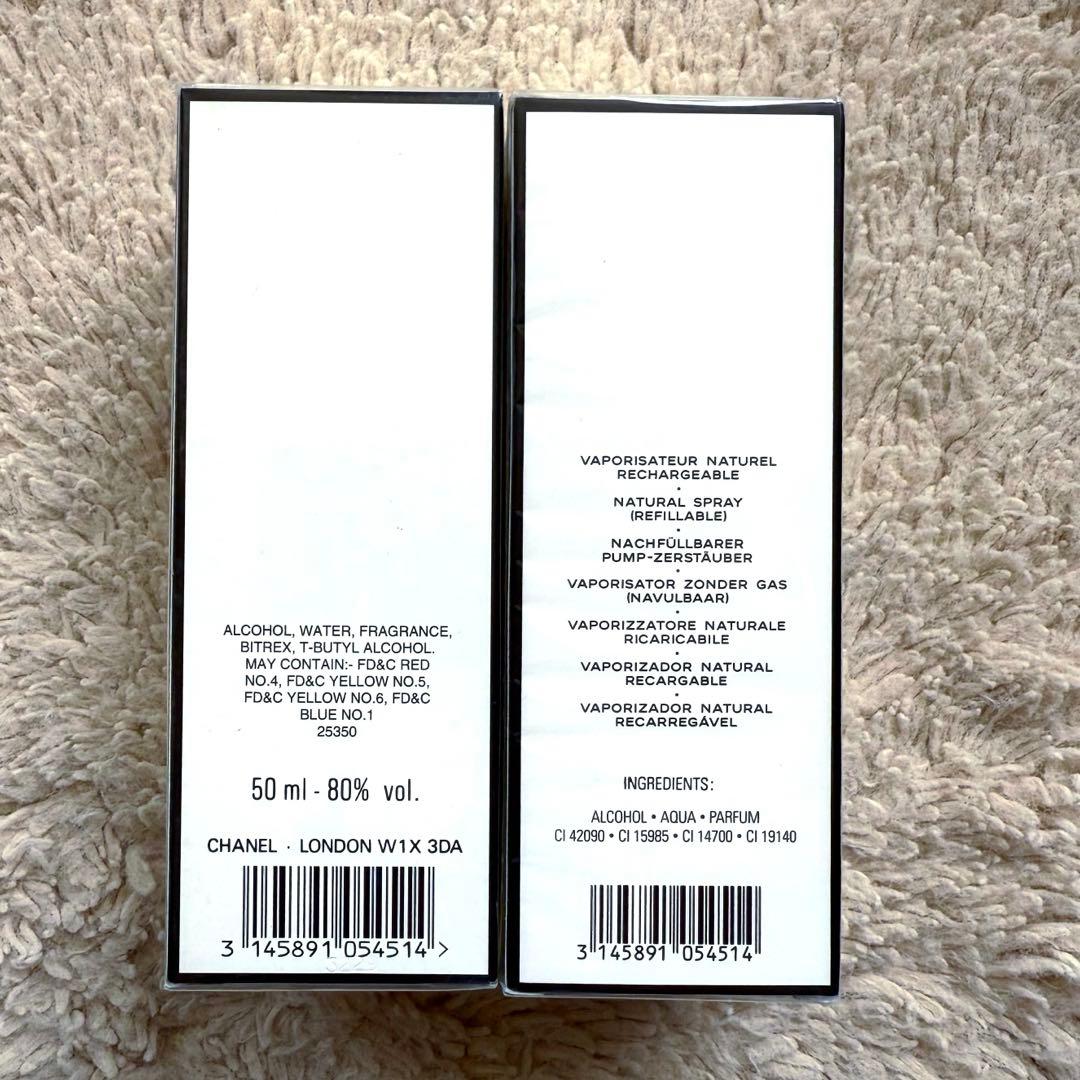 ALCOHOL, WATER, FRAGRANCE,
BITREX, T-BUTYL ALCOHOL.
MAY CONTAIN:- FD&C RED
NO.4, FD&C YELLOW NO.5,
FD&C YELLOW NO.6, FD&C
BLUE NO.1
25350
50 ml - 80% vol.
CHANEL · LONDON W1X 3DA
3 145891 054514 >
VAPORISATEUR NATUREL
RECHARGEABLE
•
NATURAL SPRAY
(REFILLABLE)
•
NACHFÜLLBARER
PUMP-ZERSTÄUBER
•
VAPORISATOR ZONDER GAS
(NAVULBAAR)
•
VAPORIZZATORE NATURALE
RICARICABILE
•
VAPORIZADOR NATURAL
RECARGABLE
•
VAPORIZADOR NATURAL
RECARREGÁVEL
INGREDIENTS:
ALCOHOL • AQUA • PARFUM
CI 42090 • CI 15985 • CI 14700 • CI 19140
3 145891 054514